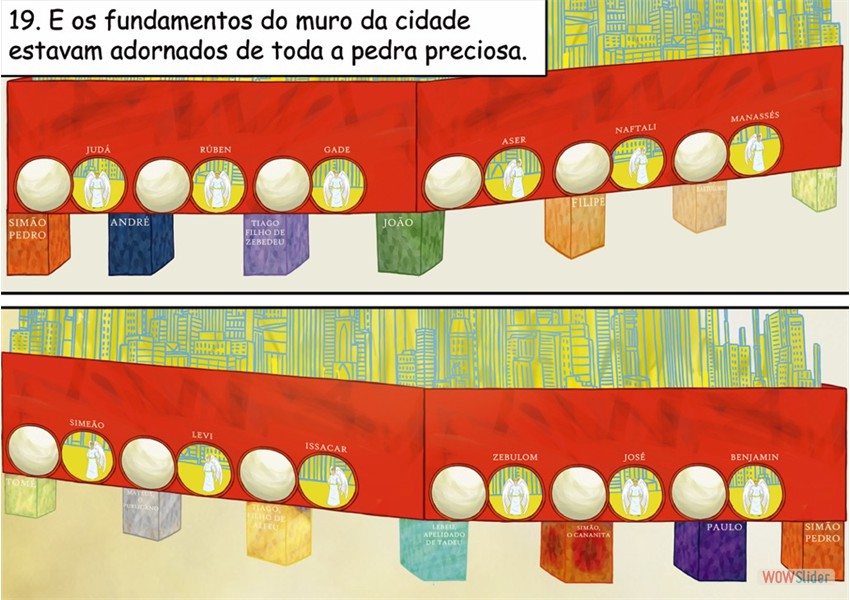 19. E os fundamentos do muro da cidade
estavam adornados de toda a pedra preciosa.
JUDÁ
RÚBEN
GADE
ASER
NAFTALI
MANASSÉS
SIMÃO
PEDRO
ANDRÉ
TIAGO
FILHO DE
ZEBEDEU
JOÃO
FILIPE
SIMEÃO
LEVI
ISSACAR
ZEBULOM
JOSÉ
BENJAMIN
TOMÉ
PUBLICANO
TIAGO,
FILHO DE
ALFEU
LEBEU,
APELIDADO
DE TADEU
SIMÃO,
O CANANITA
PAULO
SIMÃO
PEDRO
WOWSlider